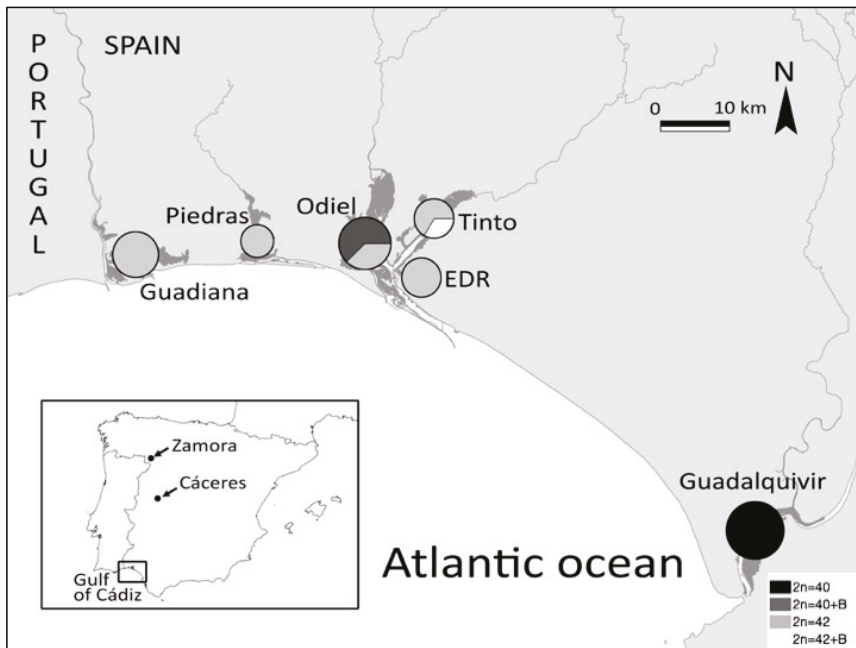 PORTUGAL
SPAIN
N
0 10 km
Piedras
Odiel
Tinto
Guadiana
EDR
Zamora
Cáceres
Gulf
of Cádiz
Guadalquivir
Atlantic ocean
2n=40
2n=40+B
2n=42
2n=42+B